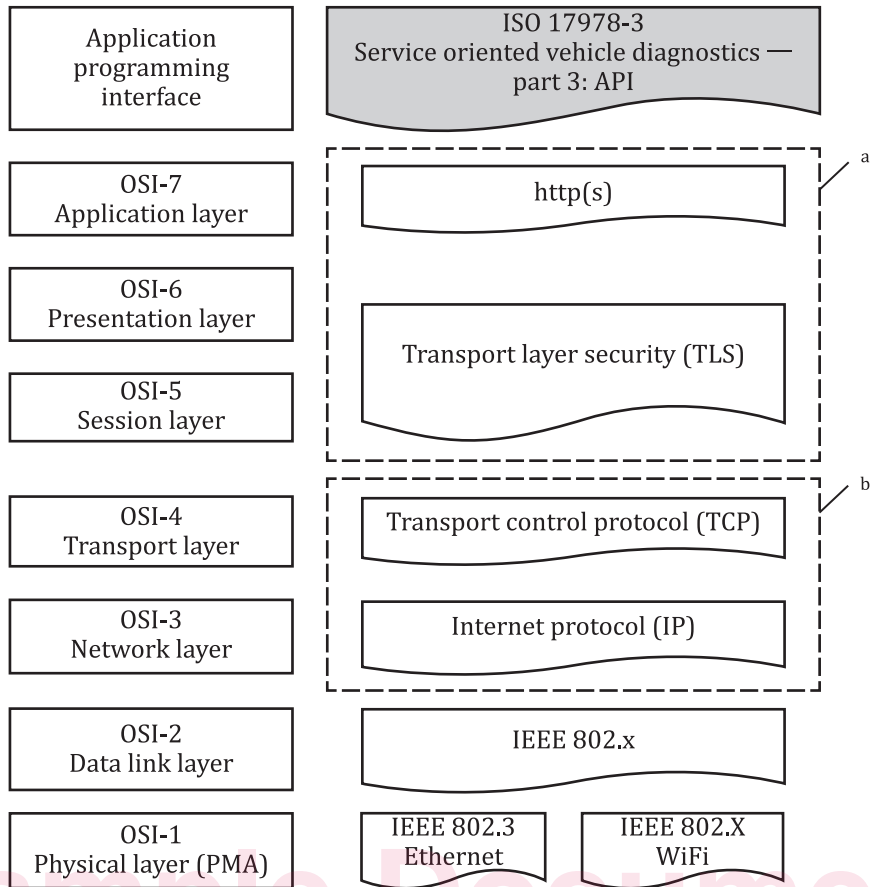 Application
programming
interface
ISO 17978-3
Service oriented vehicle diagnostics —
part 3: API
OSI-7
Application layer
http(s)
a
OSI-6
Presentation layer
Transport layer security (TLS)
OSI-5
Session layer
OSI-4
Transport layer
Transport control protocol (TCP)
b
OSI-3
Network layer
Internet protocol (IP)
OSI-2
Data link layer
IEEE 802.x
OSI-1
Physical layer (PMA)
IEEE 802.3
Ethernet
IEEE 802.X
WiFi